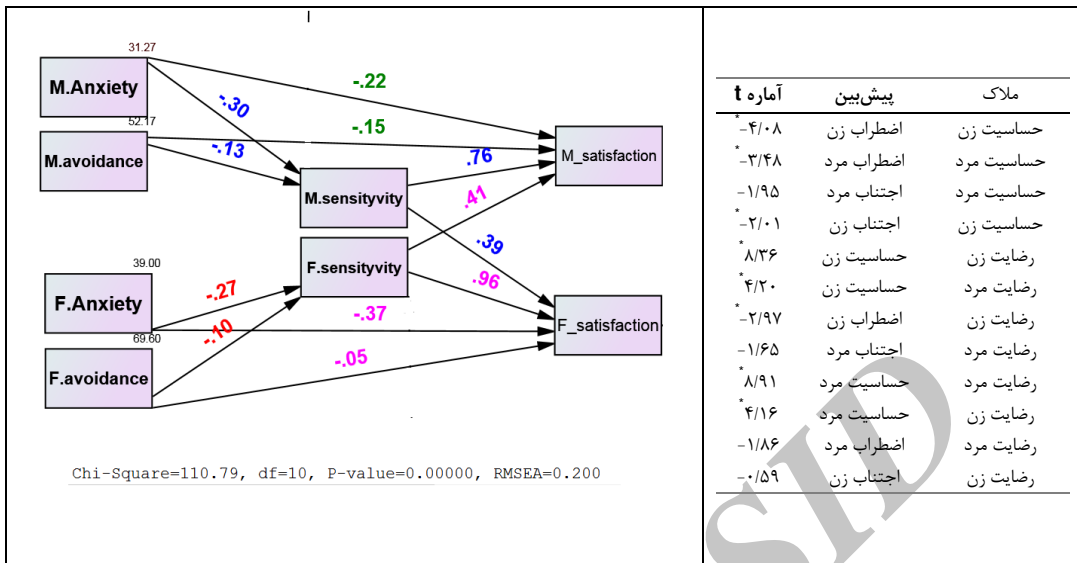 I
31.27
M.Anxiety
-.22
-.30
52.17
-.15
M.avoidance
-.13
.76
M_satisfaction
M.sensityvity
.41
.39
F.sensityvity
39.00
F.Anxiety
-.27
.96
-.37
F_satisfaction
-.10
69.60
F.avoidance
-.05
Chi-Square=110.79, df=10, P-value=0.00000, RMSEA=0.200
ملاک پیش‌بین آماره t
حساسیت زن اضطراب زن -۴/۰۸*
حساسیت مرد اضطراب مرد -۳/۴۸*
حساسیت مرد اجتناب مرد -۱/۹۵
حساسیت زن اجتناب زن -۲/۰۱*
رضایت زن حساسیت زن ۸/۳۶*
رضایت مرد حساسیت زن ۴/۲۰*
رضایت زن اضطراب زن -۲/۹۷*
رضایت مرد اجتناب مرد -۱/۶۵
رضایت مرد حساسیت مرد ۸/۹۱*
رضایت زن حساسیت مرد ۴/۱۶*
رضایت مرد اضطراب مرد -۱/۸۶
رضایت زن اجتناب زن -۰/۵۹
SID